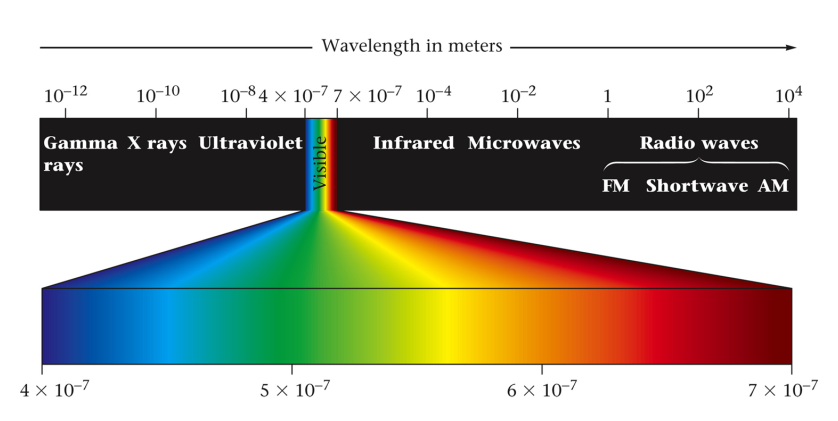 Wavelength in meters
10⁻¹² 10⁻¹⁰ 10⁻⁸ 4 × 10⁻⁷ 7 × 10⁻⁷ 10⁻⁴ 10⁻² 1 10² 10⁴
Gamma rays X rays Ultraviolet Visible Infrared Microwaves Radio waves
FM Shortwave AM
4 × 10⁻⁷ 5 × 10⁻⁷ 6 × 10⁻⁷ 7 × 10⁻⁷